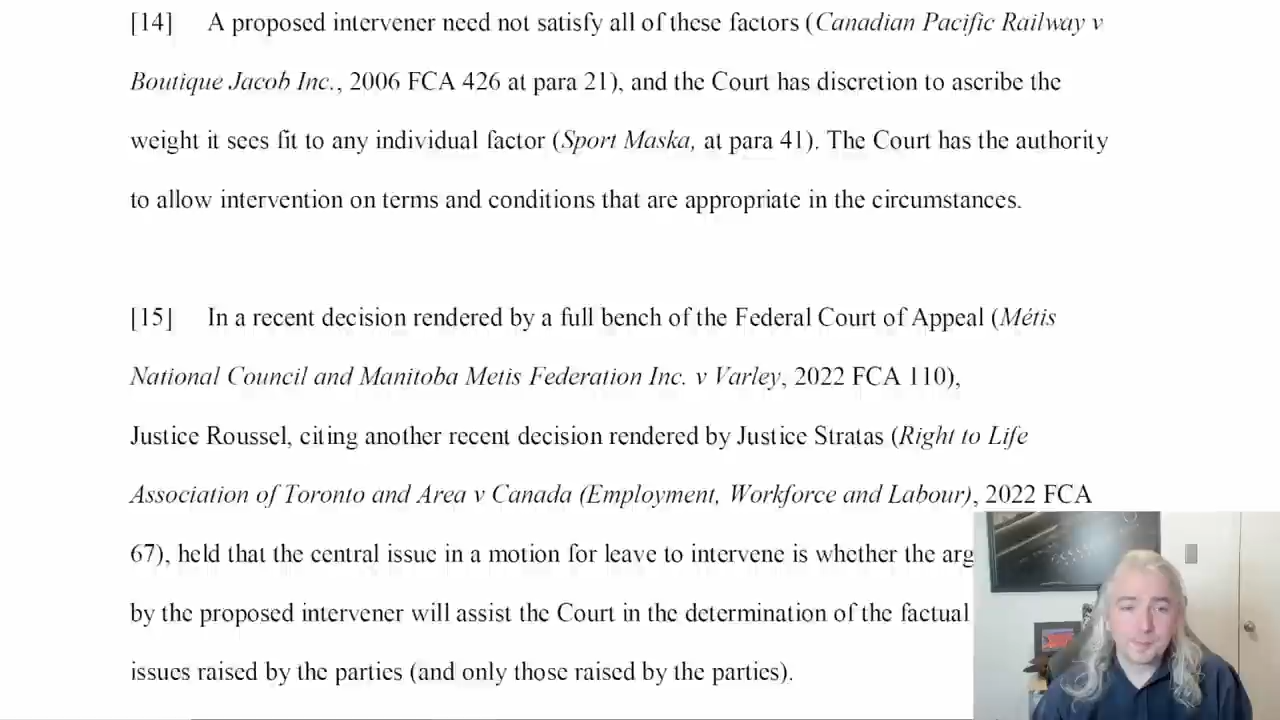 [14] A proposed intervener need not satisfy all of these factors (Canadian Pacific Railway v
Boutique Jacob Inc., 2006 FCA 426 at para 21), and the Court has discretion to ascribe the
weight it sees fit to any individual factor (Sport Maska, at para 41). The Court has the authority
to allow intervention on terms and conditions that are appropriate in the circumstances.
[15] In a recent decision rendered by a full bench of the Federal Court of Appeal (Métis
National Council and Manitoba Metis Federation Inc. v Varley, 2022 FCA 110),
Justice Roussel, citing another recent decision rendered by Justice Stratas (Right to Life
Association of Toronto and Area v Canada (Employment, Workforce and Labour), 2022 FCA
67), held that the central issue in a motion for leave to intervene is whether the arg
by the proposed intervener will assist the Court in the determination of the factual
issues raised by the parties (and only those raised by the parties).